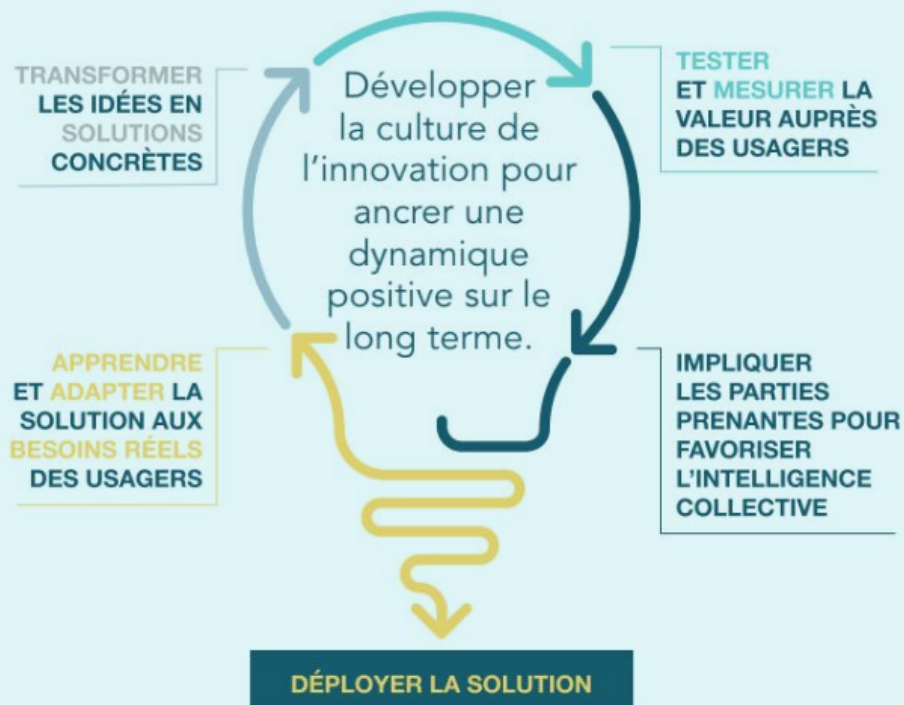 TRANSFORMER
LES IDÉES EN
SOLUTIONS
CONCRÈTES
Développer
la culture de
l'innovation pour
ancrer une
dynamique
positive sur le
long terme.
TESTER
ET MESURER LA
VALEUR AUPRÈS
DES USAGERS
APPRENDRE
ET ADAPTER LA
SOLUTION AUX
BESOINS RÉELS
DES USAGERS
IMPLIQUER
LES PARTIES
PRENANTES POUR
FAVORISER
L'INTELLIGENCE
COLLECTIVE
DÉPLOYER LA SOLUTION